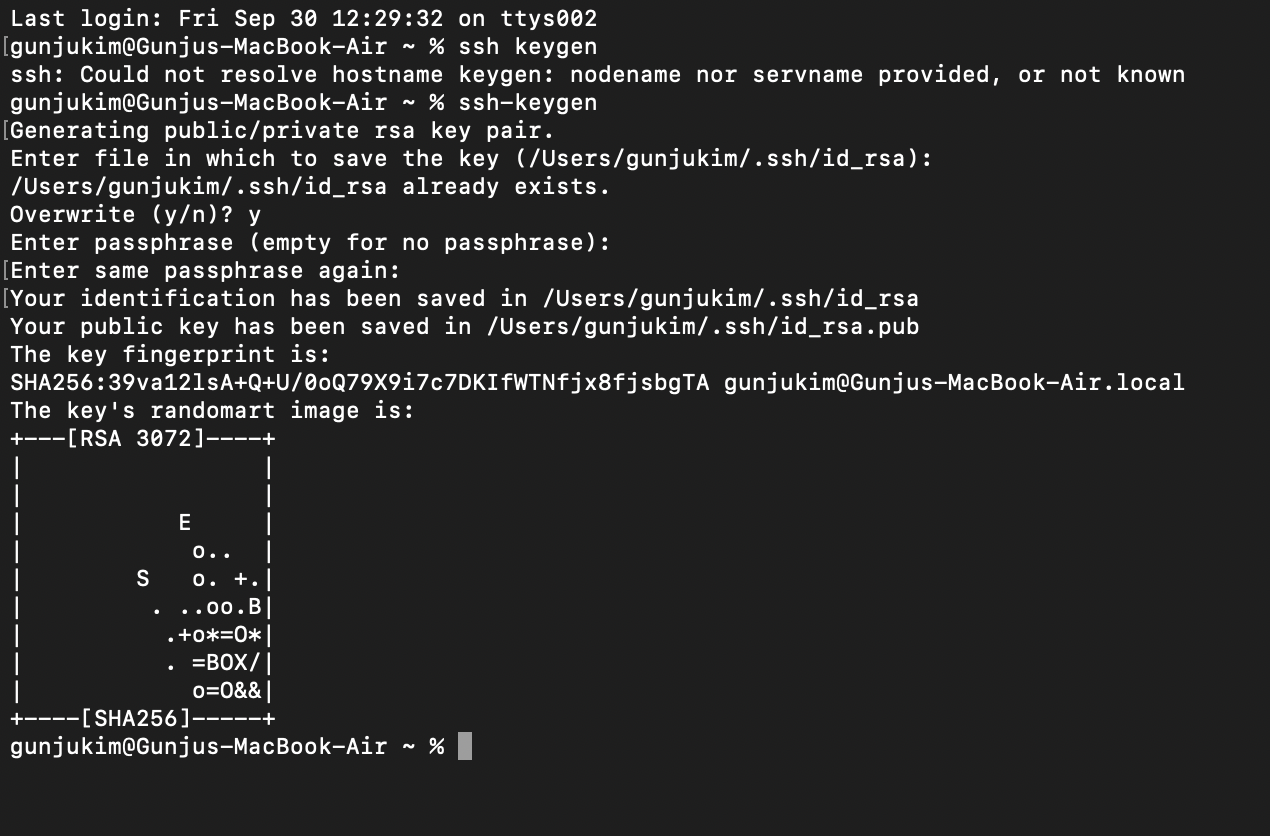 Last login: Fri Sep 30 12:29:32 on ttys002
[gunjukim@Gunjus-MacBook-Air ~ % ssh keygen
ssh: Could not resolve hostname keygen: nodename nor servname provided, or not known
gunjukim@Gunjus-MacBook-Air ~ % ssh-keygen
[Generating public/private rsa key pair.
Enter file in which to save the key (/Users/gunjukim/.ssh/id_rsa):
/Users/gunjukim/.ssh/id_rsa already exists.
Overwrite (y/n)? y
Enter passphrase (empty for no passphrase):
[Enter same passphrase again:
[Your identification has been saved in /Users/gunjukim/.ssh/id_rsa
Your public key has been saved in /Users/gunjukim/.ssh/id_rsa.pub
The key fingerprint is:
SHA256:39va12lsA+Q+U/0oQ79X9i7c7DKIfWTNfjx8fjsbgTA gunjukim@Gunjus-MacBook-Air.local
The key's randomart image is:
+---[RSA 3072]----+
|                 |
|                 |
|           E     |
|            o..  |
|        S   o. +.|
|         . ..oo.B|
|          .+o*=O*|
|          . =BOX/|
|            o=O&&|
+----[SHA256]-----+
gunjukim@Gunjus-MacBook-Air ~ %